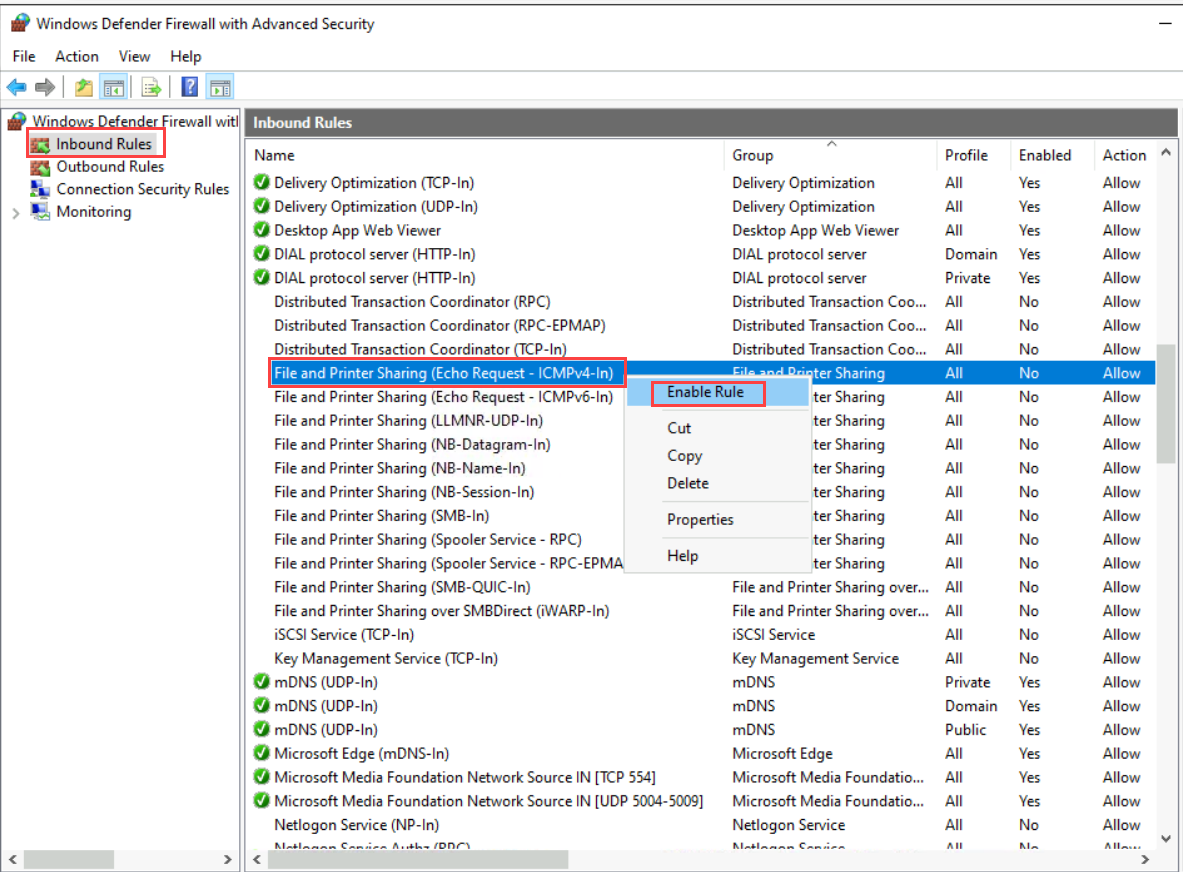 Windows Defender Firewall with Advanced Security
File Action View Help
Windows Defender Firewall with
Inbound Rules
Outbound Rules
Connection Security Rules
Monitoring
Inbound Rules
Name Group Profile Enabled Action
Delivery Optimization (TCP-In) Delivery Optimization All Yes Allow
Delivery Optimization (UDP-In) Delivery Optimization All Yes Allow
Desktop App Web Viewer Desktop App Web Viewer All Yes Allow
DIAL protocol server (HTTP-In) DIAL protocol server Domain Yes Allow
DIAL protocol server (HTTP-In) DIAL protocol server Private Yes Allow
Distributed Transaction Coordinator (RPC) Distributed Transaction Coo... All No Allow
Distributed Transaction Coordinator (RPC-EPMAP) Distributed Transaction Coo... All No Allow
Distributed Transaction Coordinator (TCP-In) Distributed Transaction Coo... All No Allow
File and Printer Sharing (Echo Request - ICMPv4-In) File and Printer Sharing All No Allow
File and Printer Sharing (Echo Request - ICMPv6-In) ter Sharing All No Allow
File and Printer Sharing (LLMNR-UDP-In) ter Sharing All No Allow
File and Printer Sharing (NB-Datagram-In) ter Sharing All No Allow
File and Printer Sharing (NB-Name-In) ter Sharing All No Allow
File and Printer Sharing (NB-Session-In) ter Sharing All No Allow
File and Printer Sharing (SMB-In) ter Sharing All No Allow
File and Printer Sharing (Spooler Service - RPC) ter Sharing All No Allow
File and Printer Sharing (Spooler Service - RPC-EPMA ter Sharing All No Allow
File and Printer Sharing (SMB-QUIC-In) File and Printer Sharing over... All No Allow
File and Printer Sharing over SMBDirect (iWARP-In) File and Printer Sharing over... All No Allow
iSCSI Service (TCP-In) iSCSI Service All No Allow
Key Management Service (TCP-In) Key Management Service All No Allow
mDNS (UDP-In) mDNS Private Yes Allow
mDNS (UDP-In) mDNS Domain Yes Allow
mDNS (UDP-In) mDNS Public Yes Allow
Microsoft Edge (mDNS-In) Microsoft Edge All Yes Allow
Microsoft Media Foundation Network Source IN [TCP 554] Microsoft Media Foundatio... All Yes Allow
Microsoft Media Foundation Network Source IN [UDP 5004-5009] Microsoft Media Foundatio... All Yes Allow
Netlogon Service (NP-In) Netlogon Service All No Allow
Netlogon Service Authz (RPC) Netlogon Service All No Allow
Enable Rule
Cut
Copy
Delete
Properties
Help